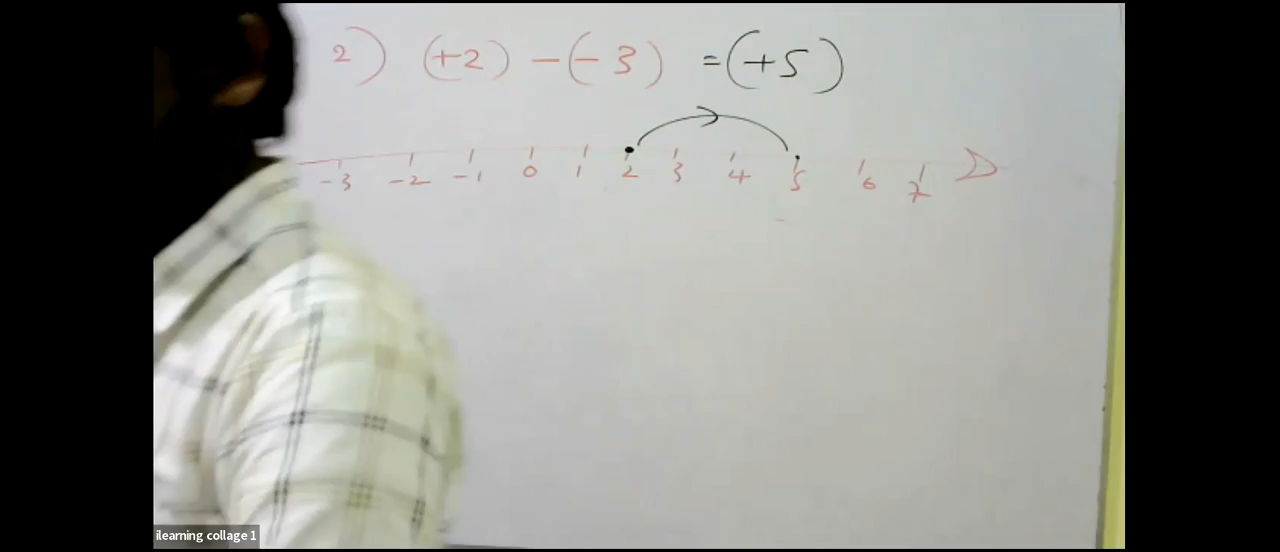 2) (+2) - (- 3) = (+5)
-3 -2 -1 0 1 2 3 4 5 6 7
ilearning collage 1